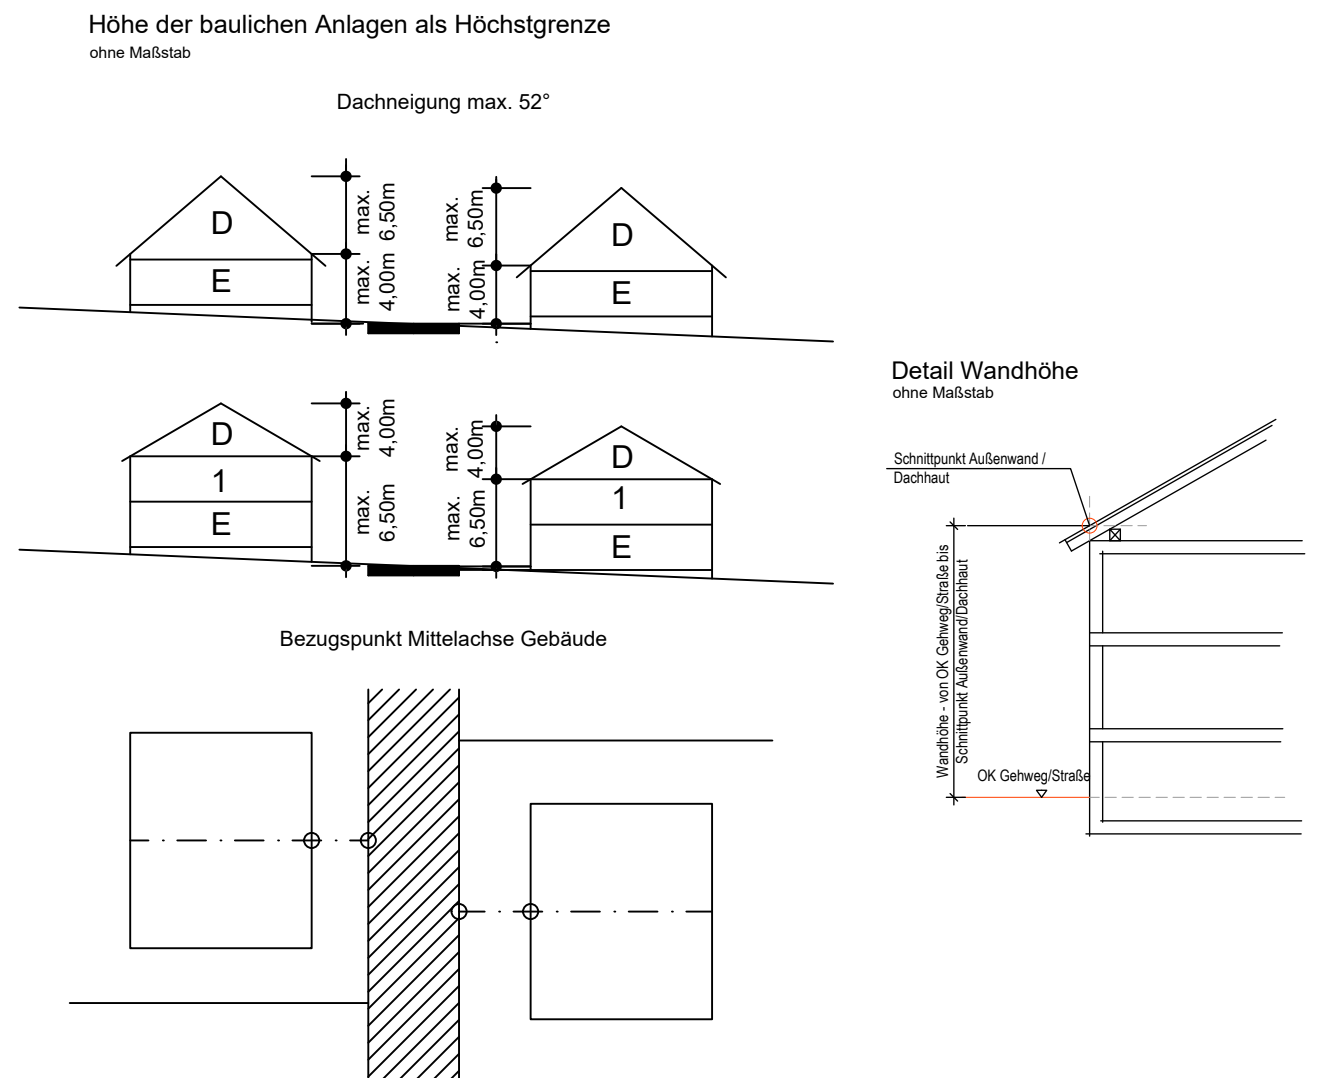 Höhe der baulichen Anlagen als Höchstgrenze
ohne Maßstab
Dachneigung max. 52°
D
E
max.
6,50m
max.
4,00m
max.
6,50m
max.
4,00m
D
E
D
1
E
max.
4,00m
max.
6,50m
max.
4,00m
max.
6,50m
D
1
E
Bezugspunkt Mittelachse Gebäude
Detail Wandhöhe
ohne Maßstab
Schnittpunkt Außenwand /
Dachhaut
Wandhöhe - von OK Gehweg/Straße bis
Schnittpunkt Außenwand/Dachhaut
OK Gehweg/Straße